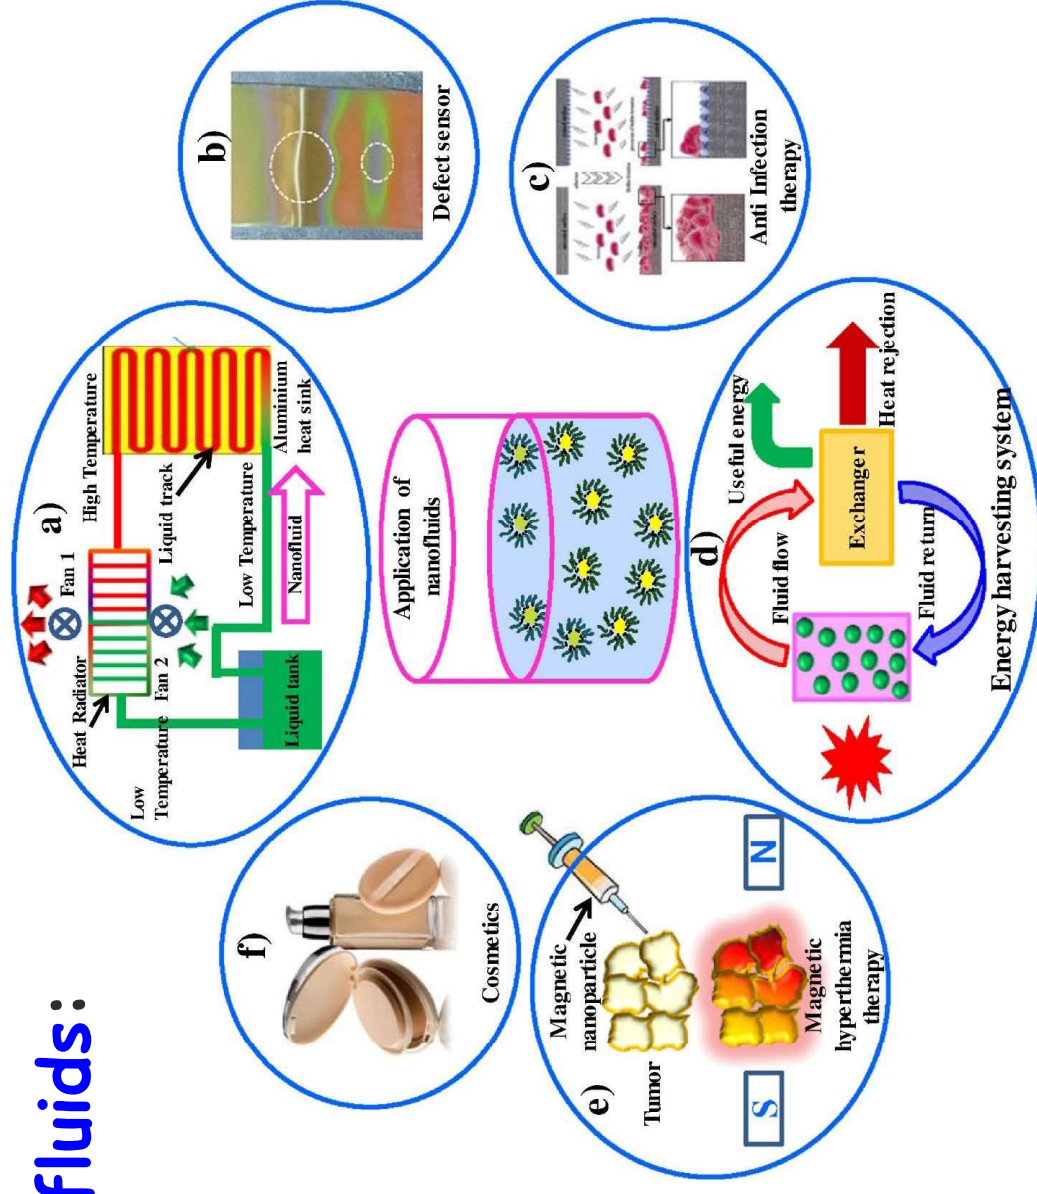 fluids:
a)
Fan 1
High Temperature
Heat Radiator
Fan 2
Liquid track
Low
Temperature
Low Temperature
Liquid tank
Nanofluid
Aluminium
heat sink
b)
Defect sensor
c)
Anti Infection
therapy
Application of
nanofluids
d)
Fluid flow
Useful energy
Exchanger
Heat rejection
Fluid return
Energy harvesting system
e)
Magnetic
nanoparticle
Tumor
S
N
Magnetic
hyperthermia
therapy
f)
Cosmetics